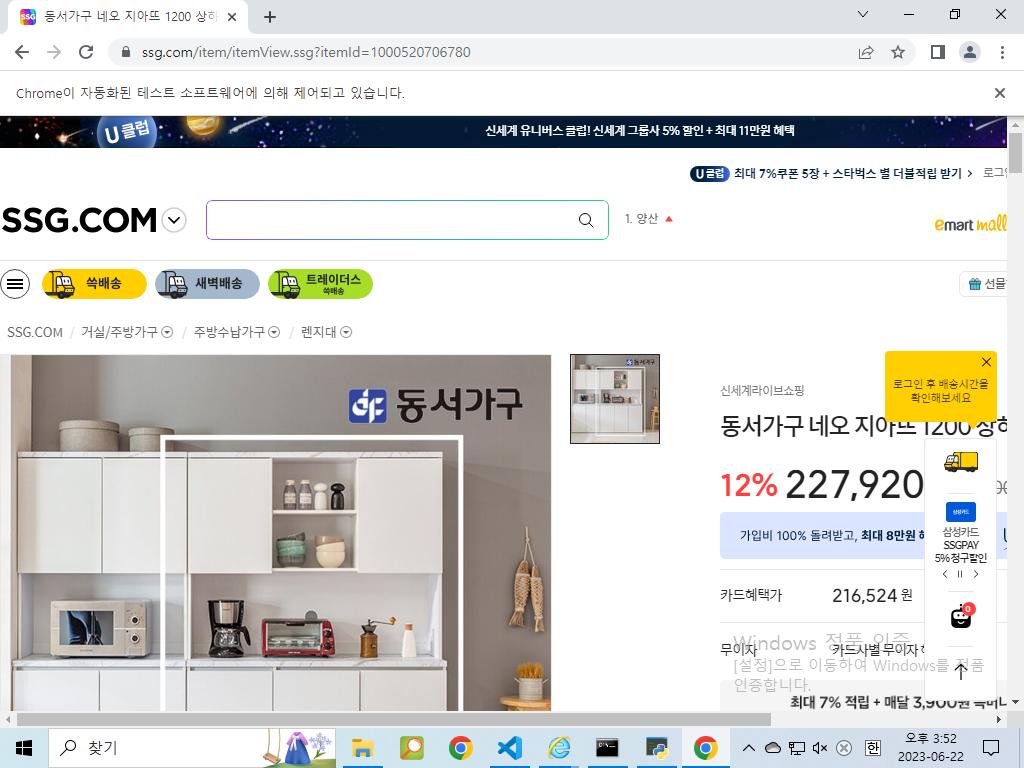 동서가구 네오 지아뜨 1200 상하
Chrome이 자동화된 테스트 소프트웨어에 의해 제어되고 있습니다.
ssg.com/item/itemView.ssg?itemId=1000520706780
U 클럽
신세계 유니버스 클럽! 신세계 그룹사 5% 할인 + 최대 11만원 혜택
U 클럽 최대 7%쿠폰 5장 + 스타벅스 별 더블적립 받기 >
로그인
SSG.COM
1. 양산
emart mall
쓱배송
새벽배송
트레이더스
쓱배송
선물
SSG.COM / 거실/주방가구 / 주방수납가구 / 렌지대
동서가구
동서가구
신세계라이브쇼핑
로그인 후 배송시간을
확인해보세요
동서가구 네오 지아뜨 1200 상하
12% 227,920
가입비 100% 돌려받고, 최대 8만원
삼성카드
삼성카드
SSGPAY
5% 청구할인
카드혜택가 216,524 원
0
무이자 카드사별 무이자
Windows 정품 인증
[설정]으로 이동하여 Windows를 정품
인증합니다.
최대 7% 적립 + 매달 3,900원
찾기
오후 3:52
한
2023-06-22